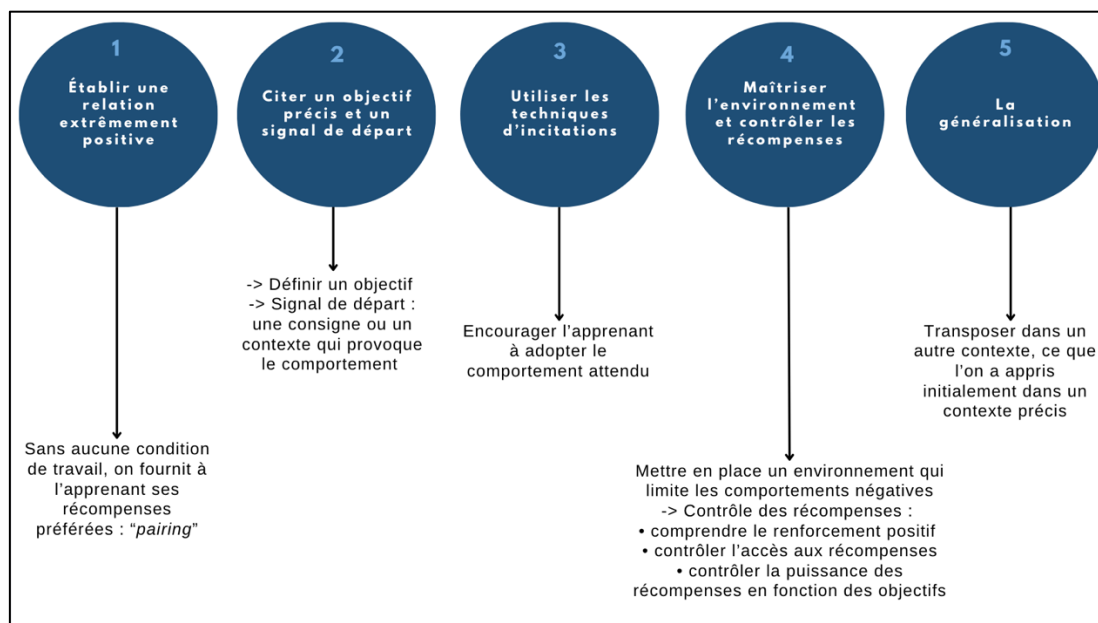 1
Établir une
relation
extrêmement
positive
2
Citer un objectif
précis et un
signal de départ
3
Utiliser les
techniques
d'incitations
4
Maîtriser
l'environnement
et contrôler les
récompenses
5
La
généralisation
Sans aucune condition
de travail, on fournit à
l'apprenant ses
récompenses
préférées : “pairing”
-> Définir un objectif
-> Signal de départ :
une consigne ou un
contexte qui provoque
le comportement
Encourager l'apprenant
à adopter le
comportement attendu
Mettre en place un environnement qui
limite les comportements négatives
-> Contrôle des récompenses :
• comprendre le renforcement positif
• contrôler l'accès aux récompenses
• contrôler la puissance des
récompenses en fonction des objectifs
Transposer dans un
autre contexte, ce que
l'on a appris
initialement dans un
contexte précis